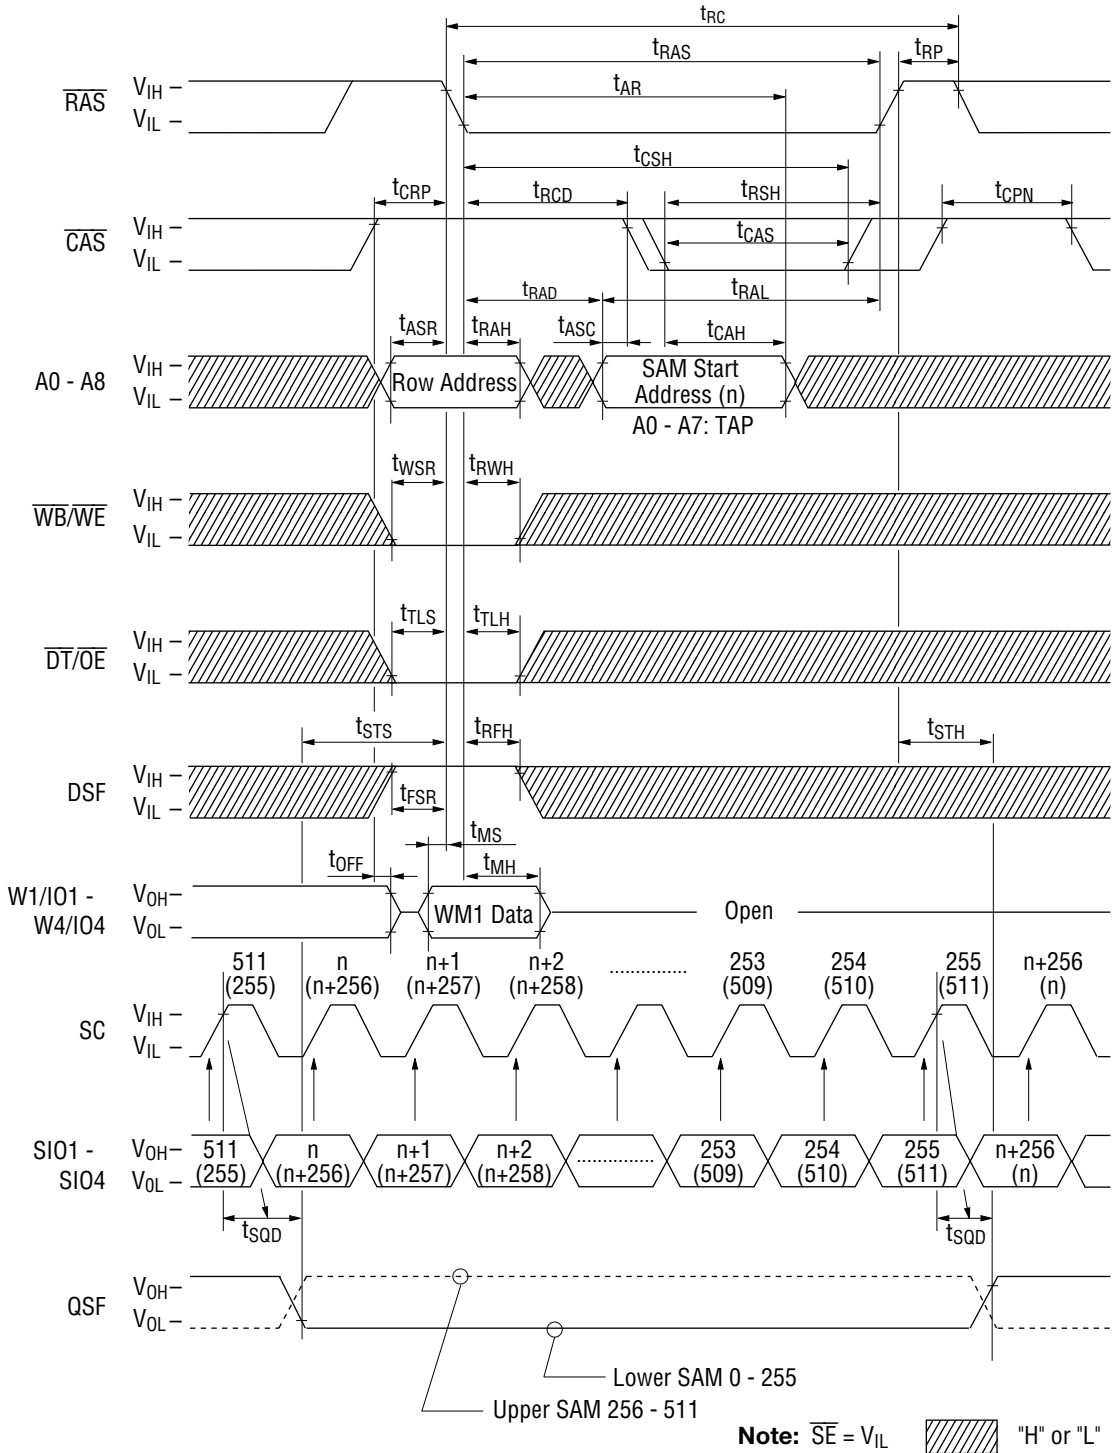 tRC
tRAS
tRP
RAS
VIH
VIL
tAR
tCSH
tCRP
tRCD
tRSH
tCPN
CAS
VIH
VIL
tCAS
tRAD
tRAL
tASR
tRAH
tASC
tCAH
A0 - A8
VIH
VIL
Row Address
SAM Start
Address (n)
A0 - A7: TAP
tWSR
tRWH
WB/WE
VIH
VIL
tTLS
tTLH
DT/OE
VIH
VIL
tSTS
tRFH
tSTH
DSF
VIH
VIL
tFSR
tMS
tOFF
tMH
W1/IO1 -
W4/IO4
VOH
VOL
WM1 Data
Open
511 n n+1 n+2 ............... 253 254 255 n+256
(255) (n+256) (n+257) (n+258) (509) (510) (511) (n)
SC
VIH
VIL
SIO1 -
SIO4
VOH
VOL
511 n n+1 n+2 ............... 253 254 255 n+256
(255) (n+256) (n+257) (n+258) (509) (510) (511) (n)
tSQD
tSQD
QSF
VOH
VOL
Lower SAM 0 - 255
Upper SAM 256 - 511
Note: SE = VIL "H" or "L"